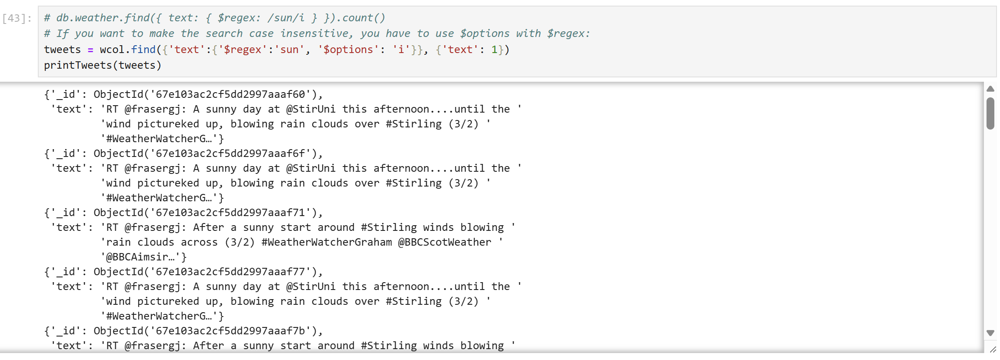 [43]:
# db.weather.find({ text: { $regex: /sun/i } }).count()
# If you want to make the search case insensitive, you have to use $options with $regex:
tweets = wcol.find({'text':{'$regex':'sun', '$options': 'i'}}, {'text': 1})
printTweets(tweets)
{'_id': ObjectId('67e103ac2cf5dd2997aaaf60'),
 'text': 'RT @frasergj: A sunny day at @StirUni this afternoon....until the '
         'wind pictureked up, blowing rain clouds over #Stirling (3/2) '
         '#WeatherWatcherG…'}
{'_id': ObjectId('67e103ac2cf5dd2997aaaf6f'),
 'text': 'RT @frasergj: A sunny day at @StirUni this afternoon....until the '
         'wind pictureked up, blowing rain clouds over #Stirling (3/2) '
         '#WeatherWatcherG…'}
{'_id': ObjectId('67e103ac2cf5dd2997aaaf71'),
 'text': 'RT @frasergj: After a sunny start around #Stirling winds blowing '
         'rain clouds across (3/2) #WeatherWatcherGraham @BBCScotWeather '
         '@BBCAimsir…'}
{'_id': ObjectId('67e103ac2cf5dd2997aaaf77'),
 'text': 'RT @frasergj: A sunny day at @StirUni this afternoon....until the '
         'wind pictureked up, blowing rain clouds over #Stirling (3/2) '
         '#WeatherWatcherG…'}
{'_id': ObjectId('67e103ac2cf5dd2997aaaf7b'),
 'text': 'RT @frasergj: After a sunny start around #Stirling winds blowing '